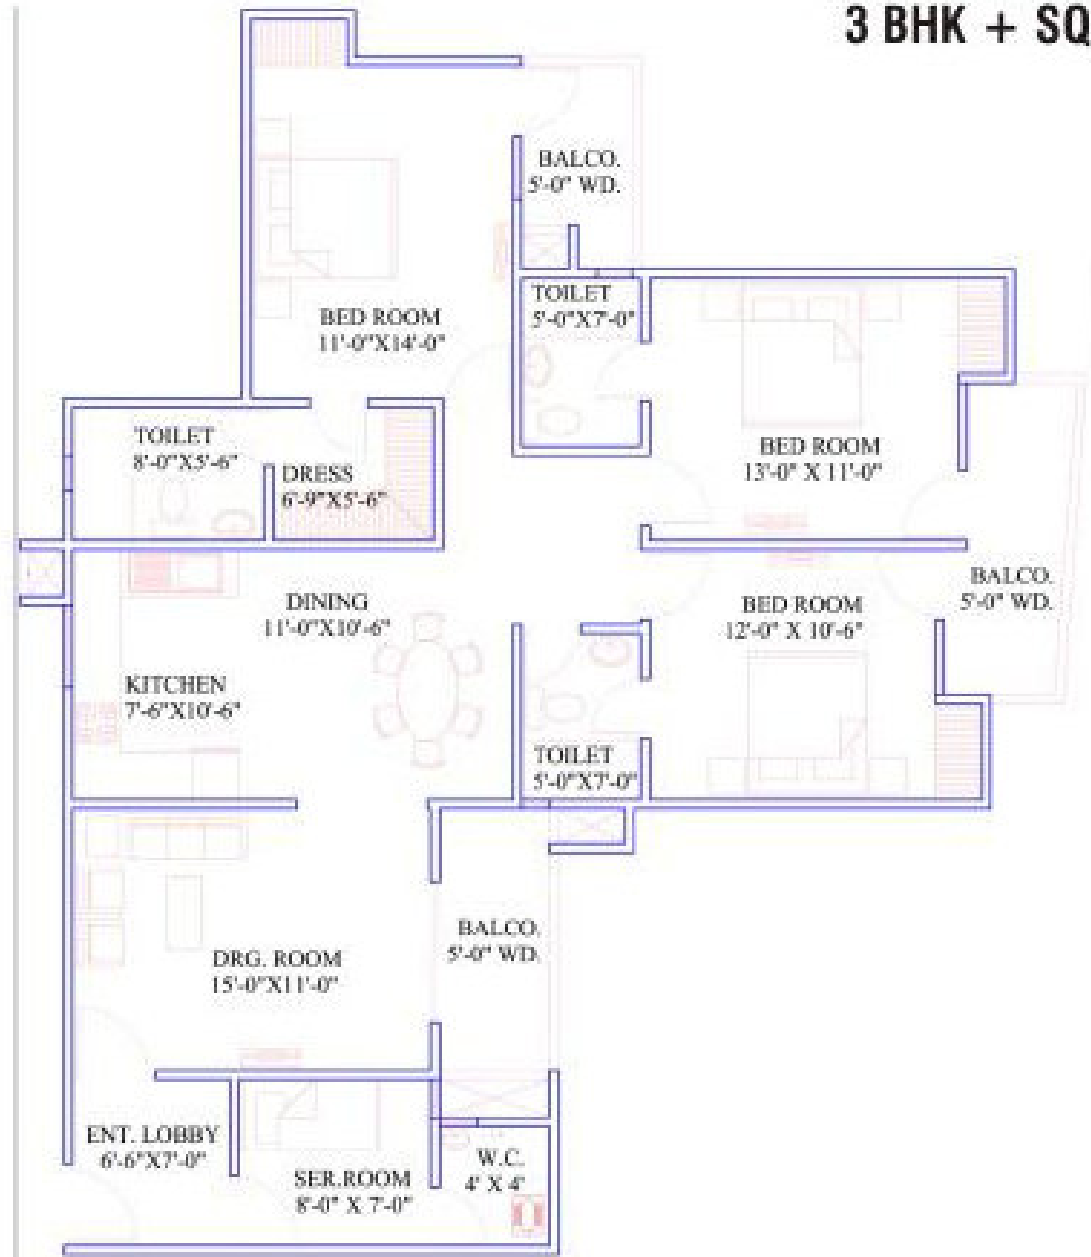 3 BHK + SQ
BALCO.
5'-0" WD.
TOILET
5'-0"X7'-0"
BED ROOM
11'-0"X14'-0"
TOILET
8'-0"X5'-6"
DRESS
6'-9"X5'-6"
BED ROOM
13'-0" X 11'-0"
BALCO.
5'-0" WD.
DINING
11'-0"X10'-6"
BED ROOM
12'-0" X 10'-6"
KITCHEN
7'-6"X10'-6"
TOILET
5'-0"X7'-0"
BALCO.
5'-0" WD.
DRG. ROOM
15'-0"X11'-0"
ENT. LOBBY
6'-6"X7'-0"
SER.ROOM
8'-0" X 7'-0"
W.C.
4' X 4'